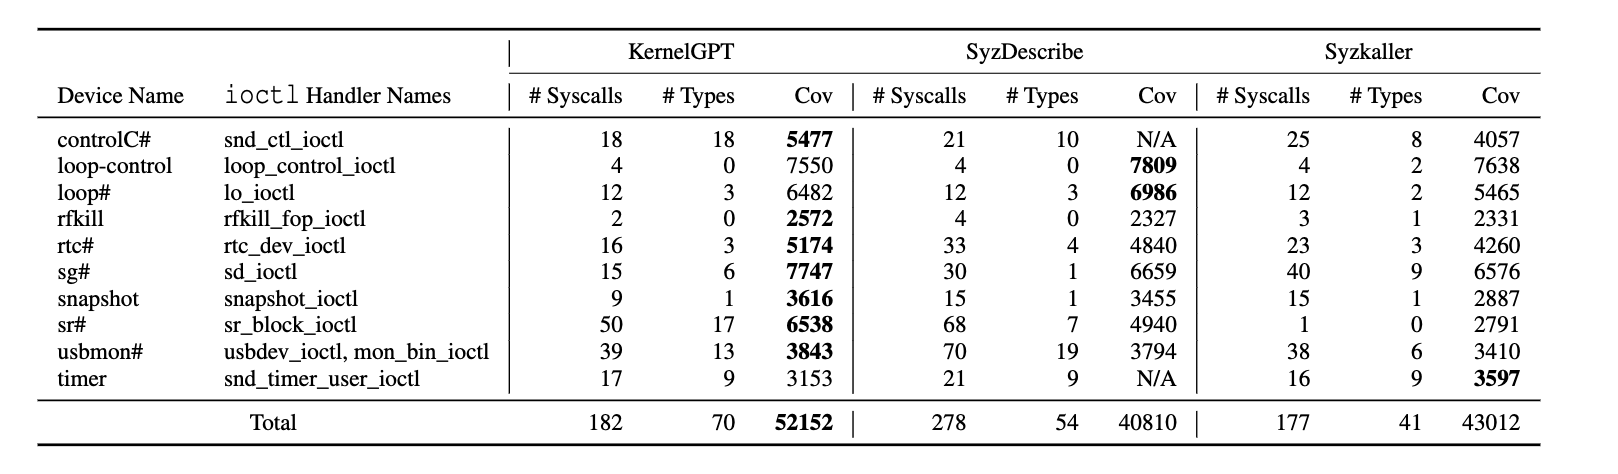 KernelGPT SyzDescribe Syzkaller
Device Name ioctl Handler Names # Syscalls # Types Cov # Syscalls # Types Cov # Syscalls # Types Cov
controlC# snd_ctl_ioctl 18 18 5477 21 10 N/A 25 8 4057
loop-control loop_control_ioctl 4 0 7550 4 0 7809 4 2 7638
loop# lo_ioctl 12 3 6482 12 3 6986 12 2 5465
rfkill rfkill_fop_ioctl 2 0 2572 4 0 2327 3 1 2331
rtc# rtc_dev_ioctl 16 3 5174 33 4 4840 23 3 4260
sg# sd_ioctl 15 6 7747 30 1 6659 40 9 6576
snapshot snapshot_ioctl 9 1 3616 15 1 3455 15 1 2887
sr# sr_block_ioctl 50 17 6538 68 7 4940 1 0 2791
usbmon# usbdev_ioctl, mon_bin_ioctl 39 13 3843 70 19 3794 38 6 3410
timer snd_timer_user_ioctl 17 9 3153 21 9 N/A 16 9 3597
Total 182 70 52152 278 54 40810 177 41 43012